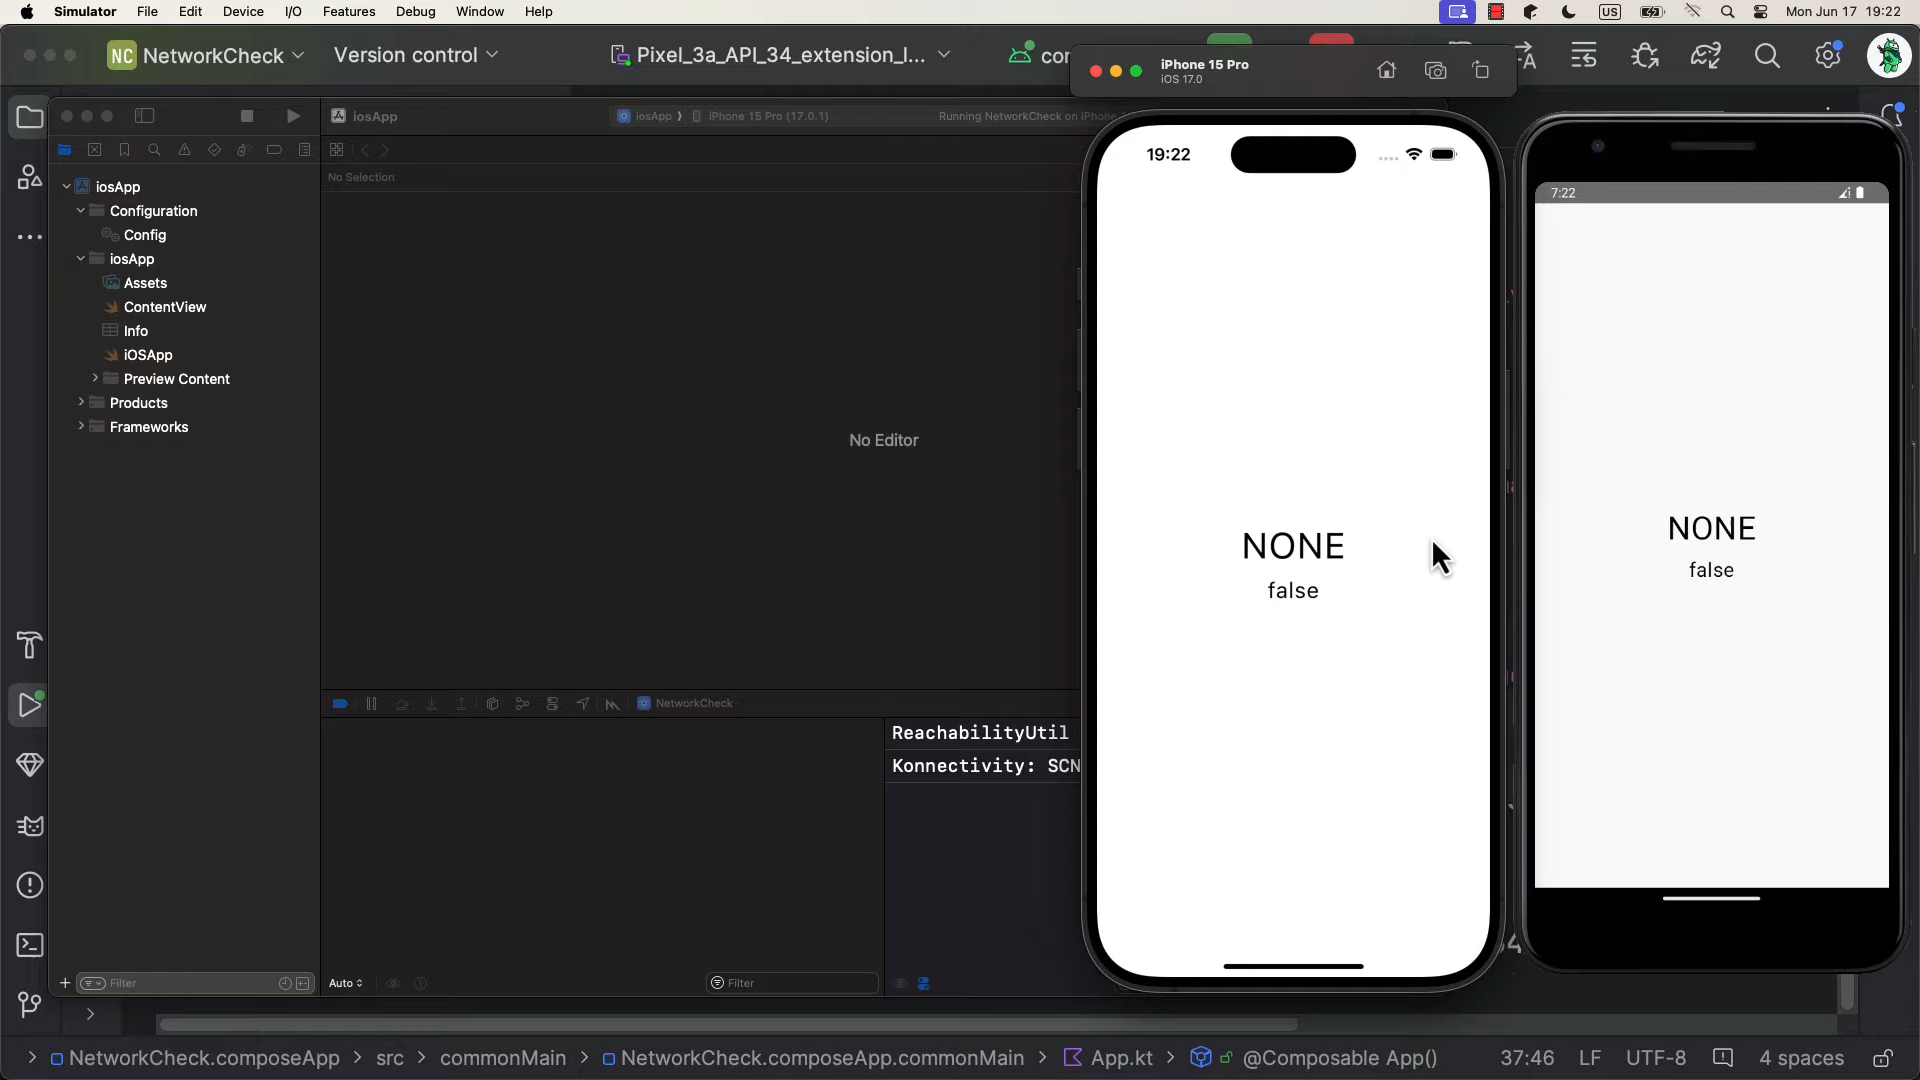 Simulator File Edit Device I/O Features Debug Window Help US Mon Jun 17 19:22
NC NetworkCheck Version control Pixel_3a_API_34_extension_l... con
iPhone 15 Pro
iOS 17.0
iosApp iosApp iPhone 15 Pro (17.0.1) Running NetworkCheck on iPhone
No Selection
iosApp
Configuration
Config
iosApp
Assets
ContentView
Info
iOSApp
Preview Content
Products
Frameworks
No Editor
19:22
NONE
false
7:22
NONE
false
NetworkCheck
ReachabilityUtil
Konnectivity: SCN
Filter
Auto
Filter
NetworkCheck.composeApp src commonMain NetworkCheck.composeApp.commonMain App.kt @Composable App() 37:46 LF UTF-8 4 spaces